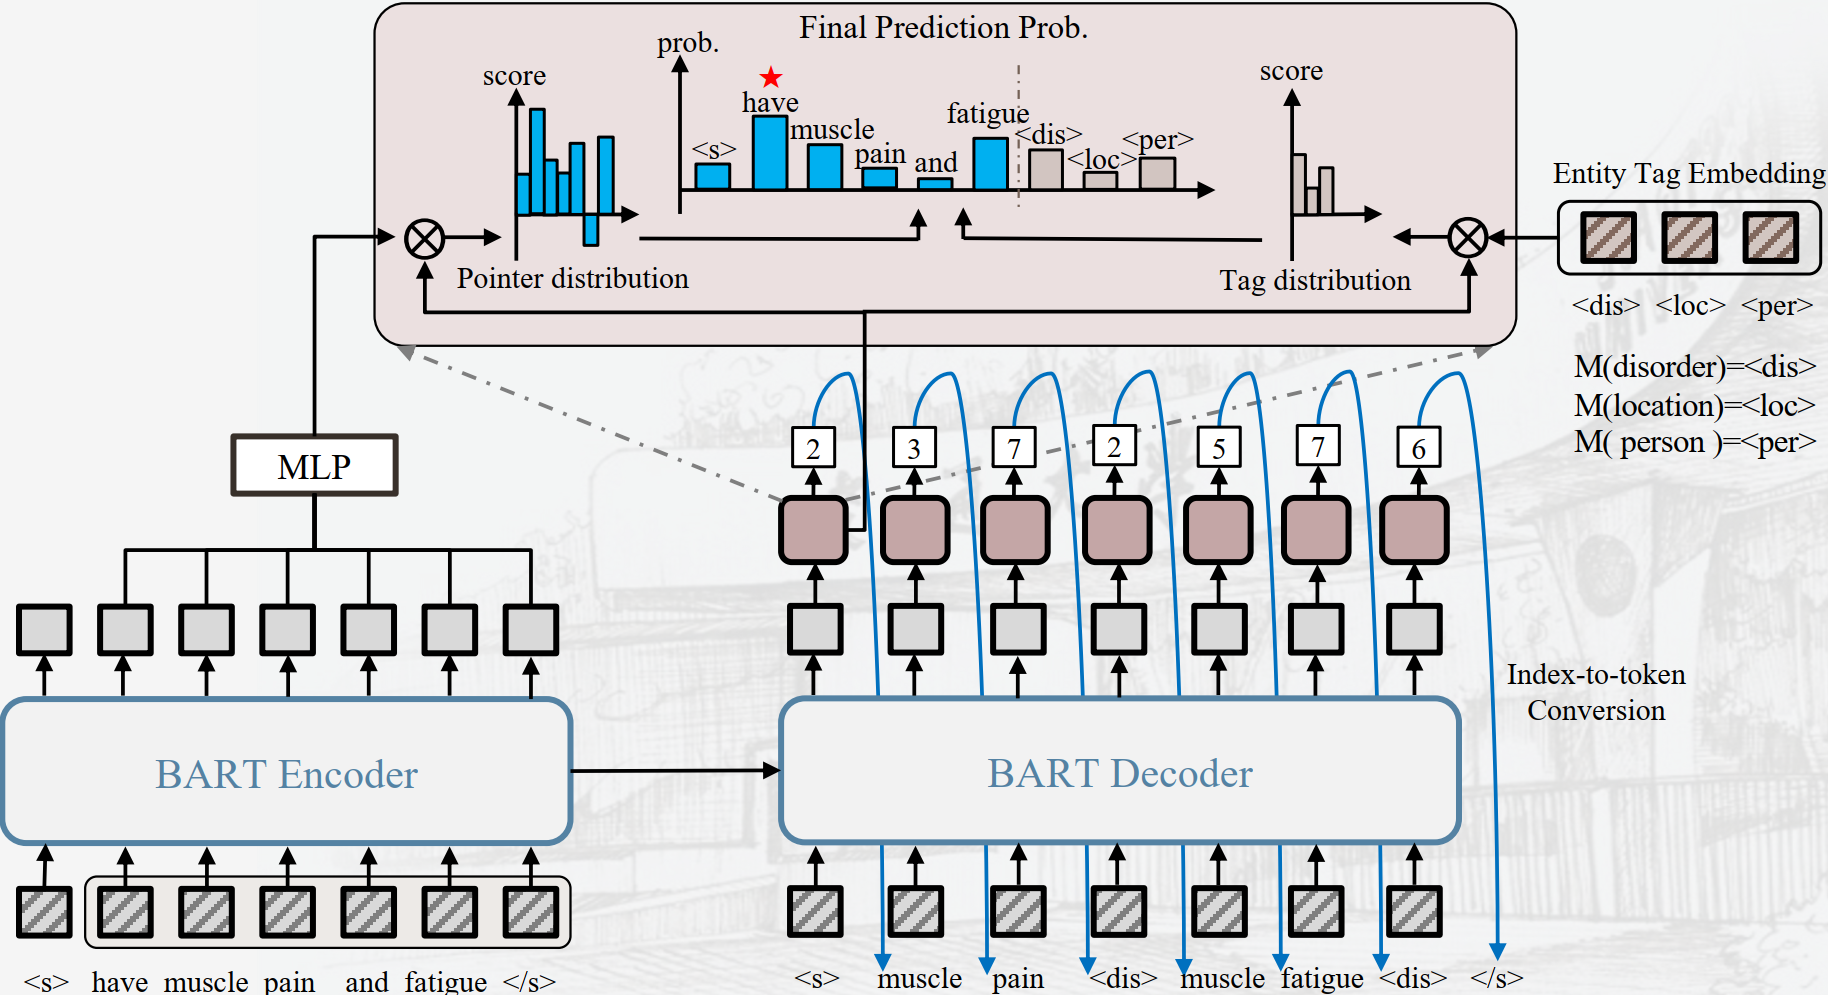 Final Prediction Prob.
score
prob.
score
have
<s>
muscle
pain
and
fatigue
<dis>
<loc>
<per>
Pointer distribution
Tag distribution
Entity Tag Embedding
<dis> <loc> <per>
M(disorder)=<dis>
M(location)=<loc>
M( person )=<per>
MLP
2 3 7 2 5 7 6
Index-to-token
Conversion
BART Encoder
BART Decoder
<s> have muscle pain and fatigue </s>
<s> muscle pain <dis> muscle fatigue <dis> </s>